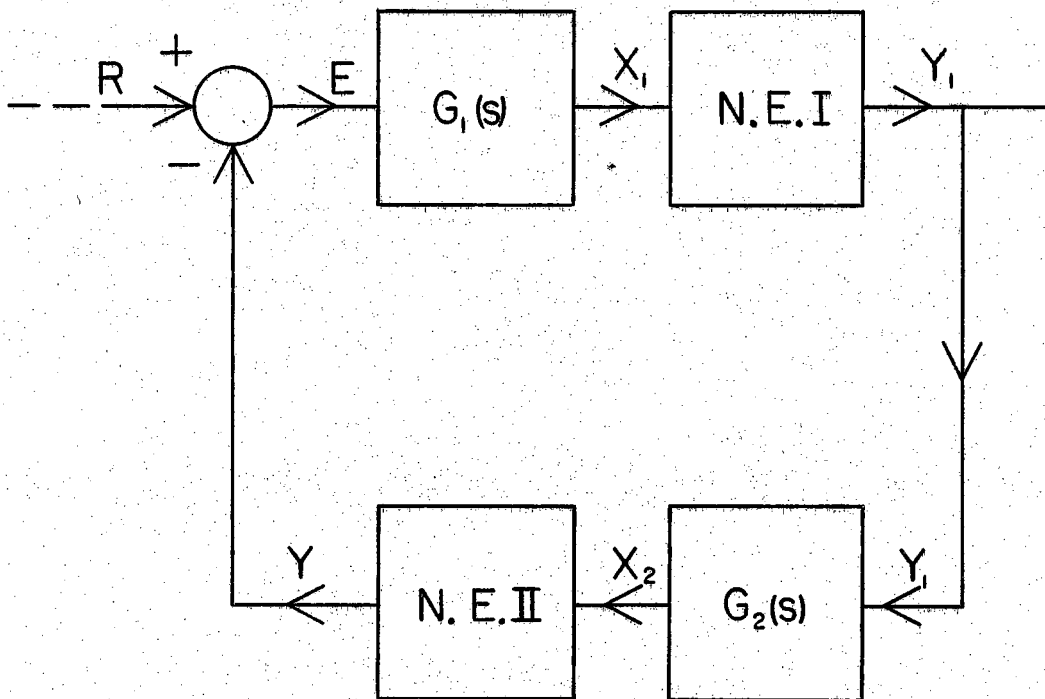 +
R
E
G₁(s)
X₁
N. E. I
Y₁
−
Y
N. E. II
X₂
G₂(s)
Y₁